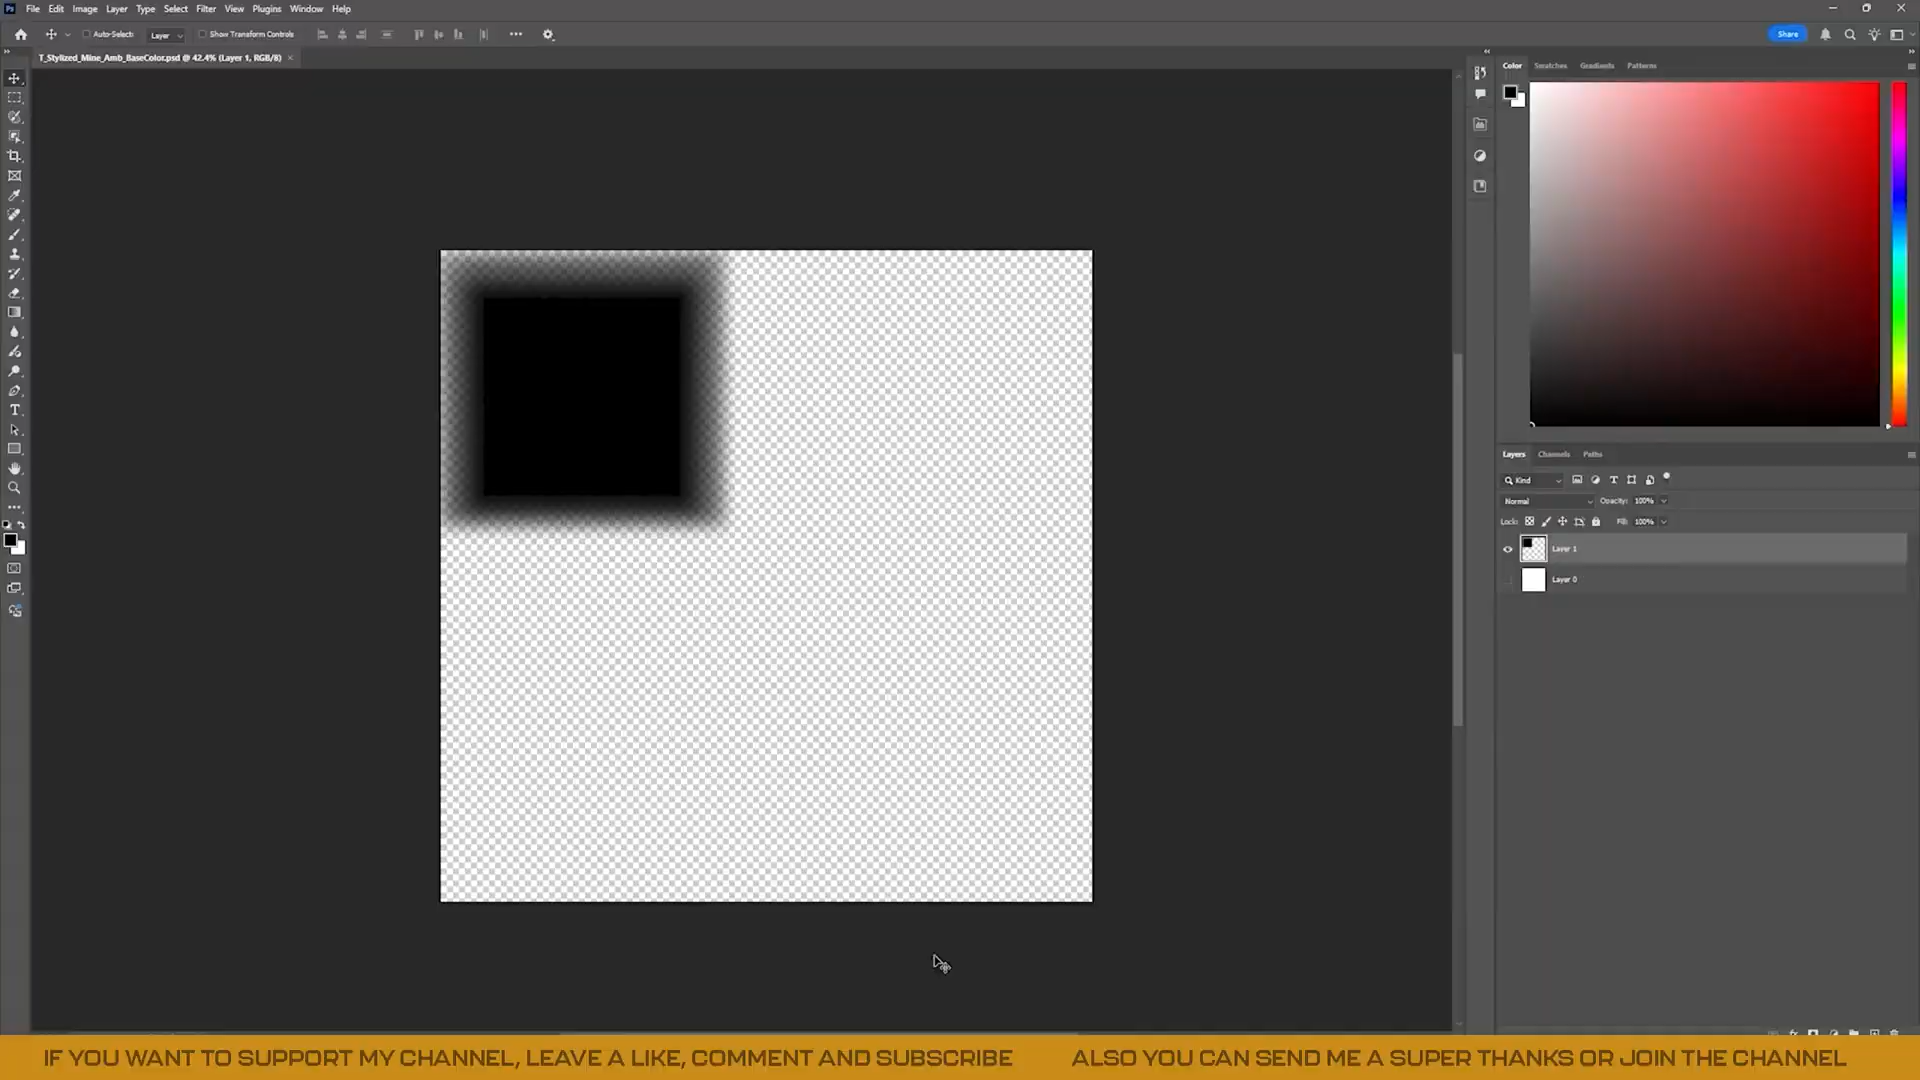 Ps File Edit Image Layer Type Select Filter View Plugins Window Help
Auto-Select: Layer Show Transform Controls Share
T_Stylized_Mine_Amb_BaseColor.psd @ 42.4% (Layer 1, RGB/8)
Color Swatches Gradients Patterns
Layers Channels Paths
Kind
Normal Opacity: 100%
Lock: Fill: 100%
Layer 1
Layer 0
IF YOU WANT TO SUPPORT MY CHANNEL, LEAVE A LIKE, COMMENT AND SUBSCRIBE ALSO YOU CAN SEND ME A SUPER THANKS OR JOIN THE CHANNEL